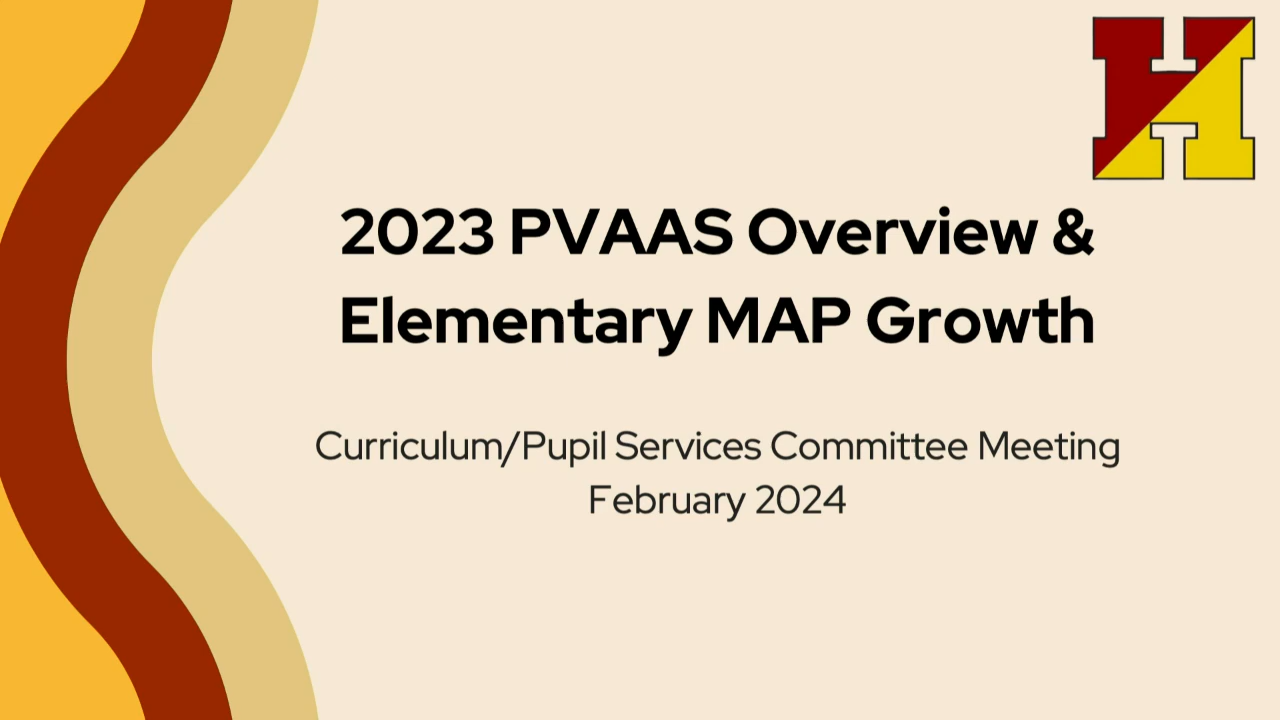 H
2023 PVAAS Overview &
Elementary MAP Growth
Curriculum/Pupil Services Committee Meeting
February 2024